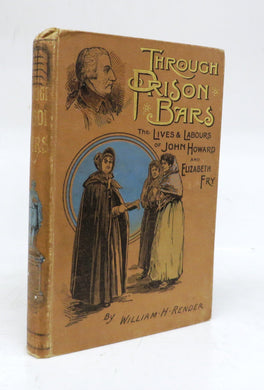 THROUGH
PRISON
BARS
THE LIVES & LABOURS
OF JOHN HOWARD
AND
ELIZABETH
FRY
BY WILLIAM·H·RENDER